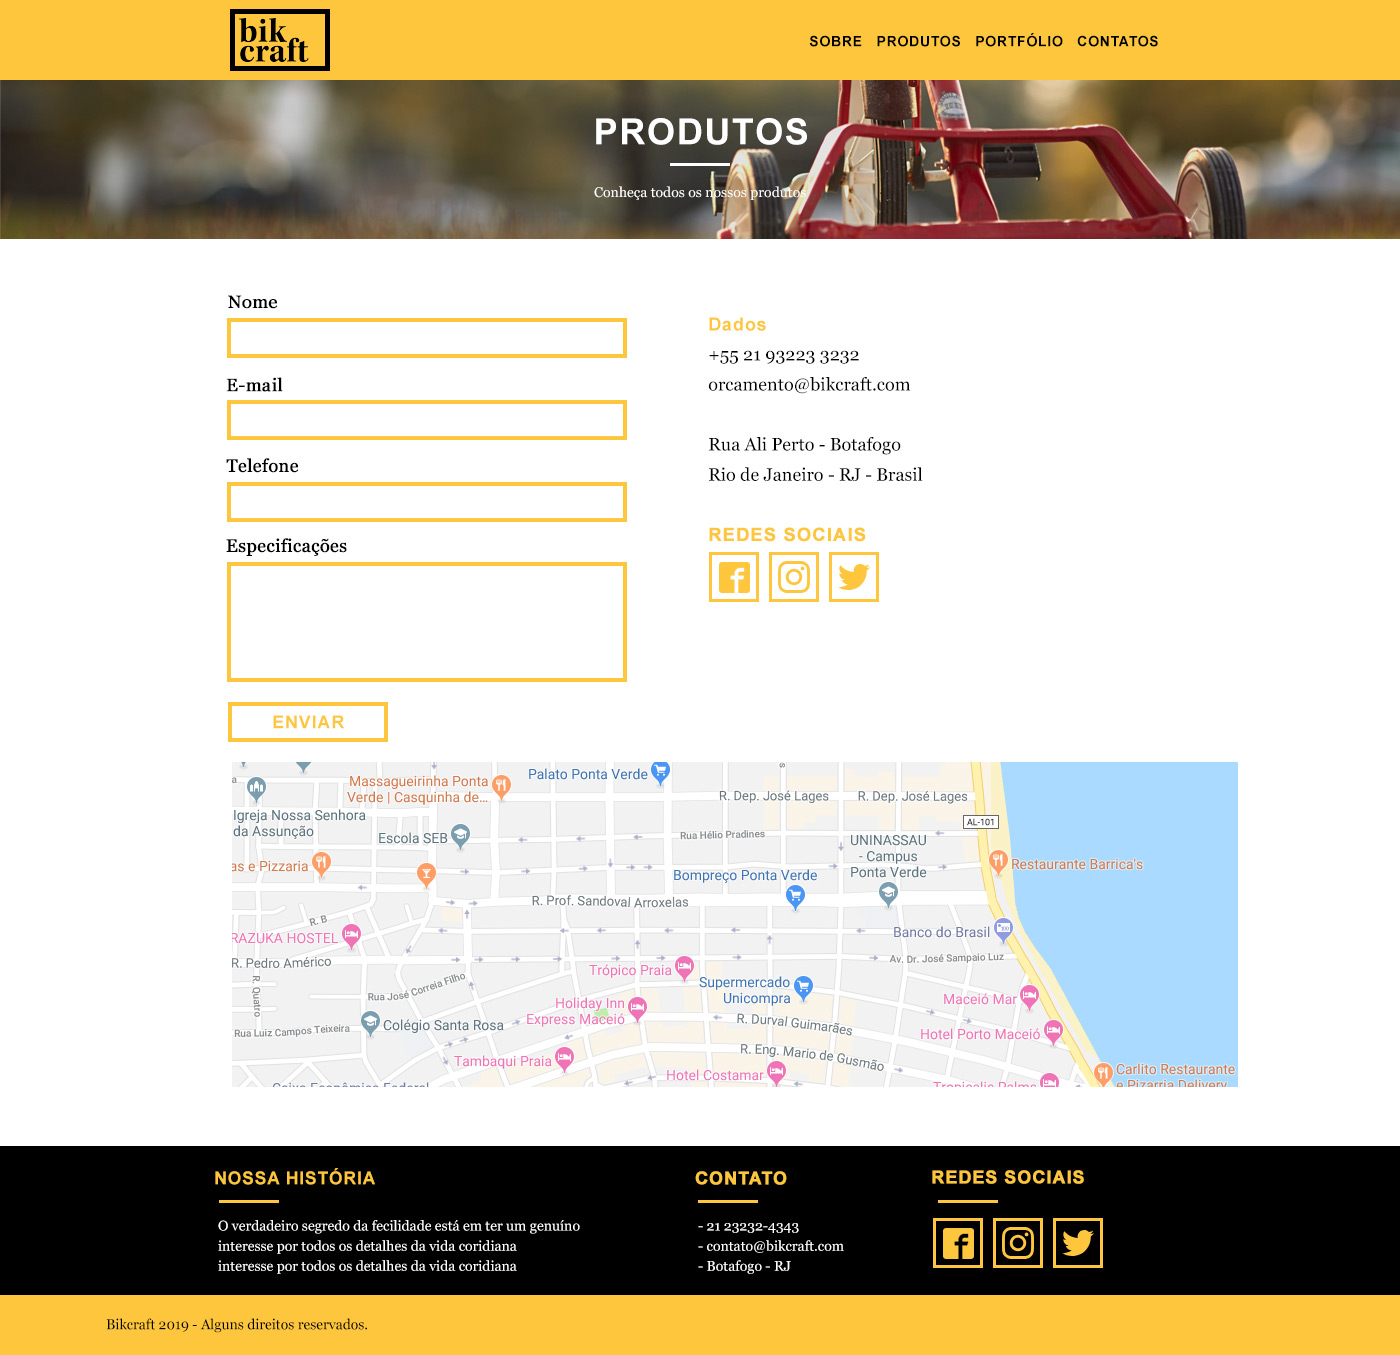 bik
craft
SOBRE PRODUTOS PORTFÓLIO CONTATOS
PRODUTOS
Conheça todos os nossos produtos
Nome
E-mail
Telefone
Especificações
ENVIAR
Dados
+55 21 93223 3232
orcamento@bikcraft.com
Rua Ali Perto - Botafogo
Rio de Janeiro - RJ - Brasil
REDES SOCIAIS
Massagueirinha Ponta
Verde | Casquinha de...
Palato Ponta Verde
R. Dep. José Lages
R. Dep. José Lages
Igreja Nossa Senhora
da Assunção
Escola SEB
Rua Hélio Pradines
AL-101
UNINASSAU
- Campus
Ponta Verde
as e Pizzaria
Bompreço Ponta Verde
Restaurante Barrica's
R. Prof. Sandoval Arroxelas
R. B
RAZUKA HOSTEL
Banco do Brasil
R. Pedro Américo
Av. Dr. José Sampaio Luz
R. Quatro
Rua José Correia Filho
Trópico Praia
Supermercado
Unicompra
Maceió Mar
Holiday Inn
Express Maceió
Rua Luiz Campos Teixeira
Colégio Santa Rosa
R. Durval Guimarães
Hotel Porto Maceió
Tambaqui Praia
R. Eng. Mario de Gusmão
Hotel Costamar
Carlito Restaurante
e Pizarria Delivery
Caixa Econômica Federal
Tropicalis Palms
NOSSA HISTÓRIA
O verdadeiro segredo da fecilidade está em ter um genuíno
interesse por todos os detalhes da vida coridiana
interesse por todos os detalhes da vida coridiana
CONTATO
- 21 23232-4343
- contato@bikcraft.com
- Botafogo - RJ
REDES SOCIAIS
Bikcraft 2019 - Alguns direitos reservados.